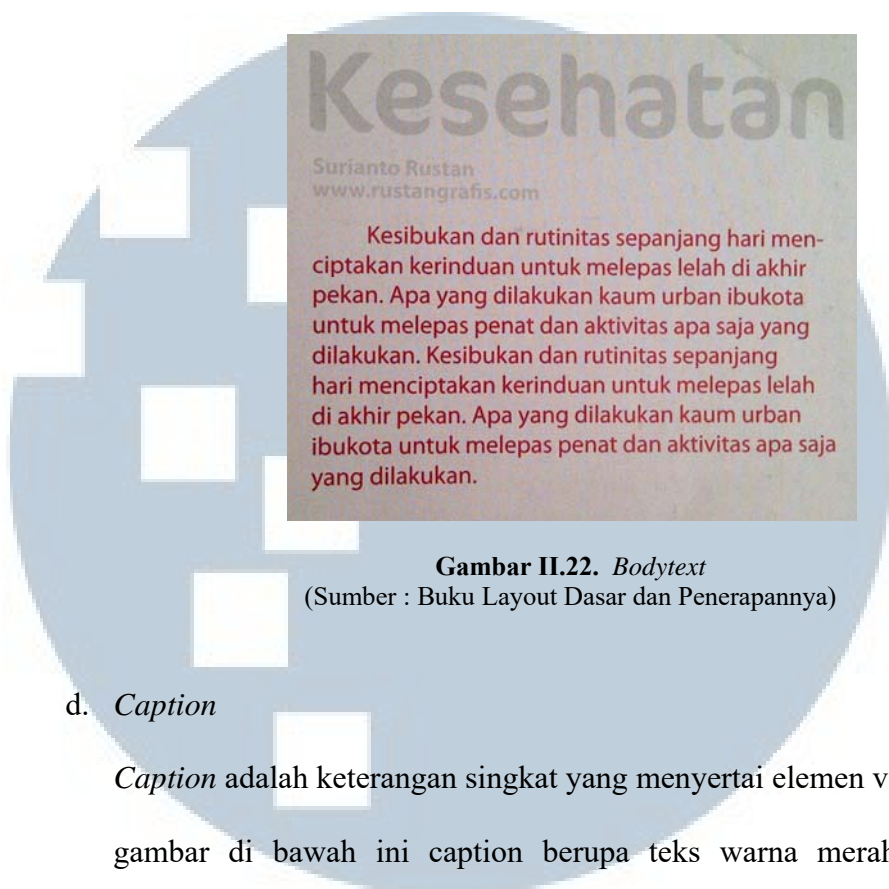 Kesehatan
Surianto Rustan
www.rustangrafis.com
Kesibukan dan rutinitas sepanjang hari men-
ciptakan kerinduan untuk melepas lelah di akhir
pekan. Apa yang dilakukan kaum urban ibukota
untuk melepas penat dan aktivitas apa saja yang
dilakukan. Kesibukan dan rutinitas sepanjang
hari menciptakan kerinduan untuk melepas lelah
di akhir pekan. Apa yang dilakukan kaum urban
ibukota untuk melepas penat dan aktivitas apa saja
yang dilakukan.
Gambar II.22. Bodytext
(Sumber : Buku Layout Dasar dan Penerapannya)
d. Caption
Caption adalah keterangan singkat yang menyertai elemen
gambar di bawah ini caption berupa teks warna merah